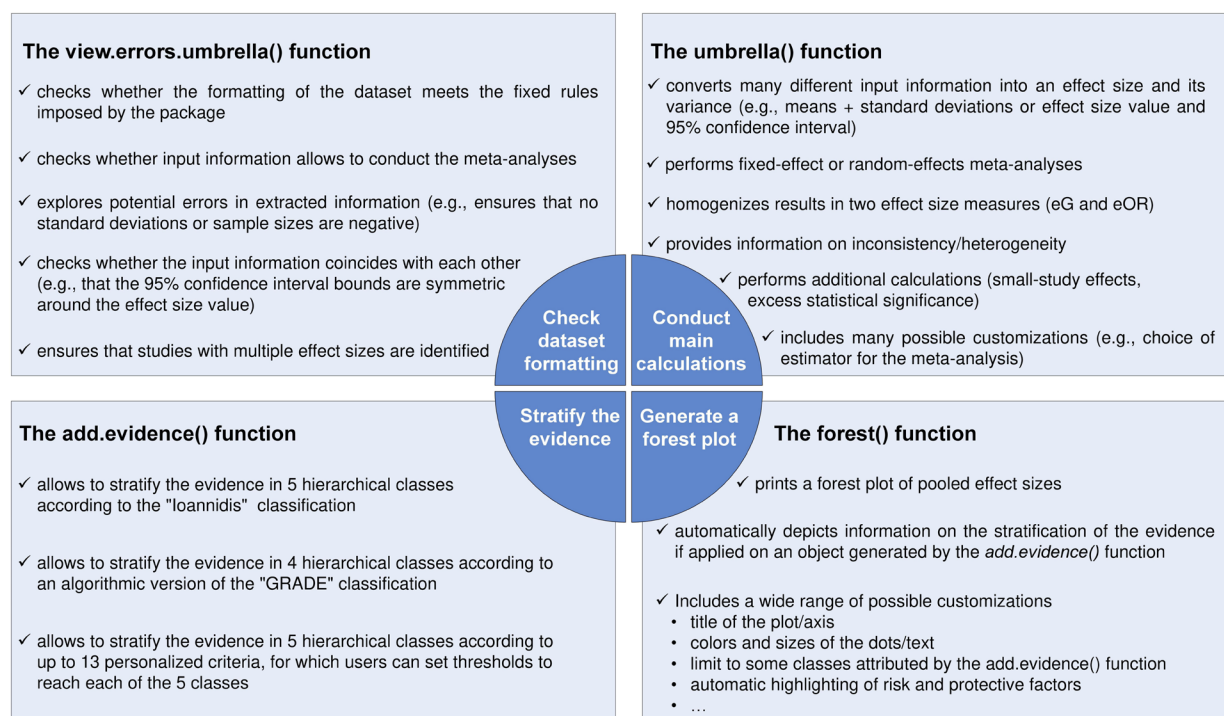 The view.errors.umbrella() function
✓ checks whether the formatting of the dataset meets the fixed rules
imposed by the package
✓ checks whether input information allows to conduct the meta-analyses
✓ explores potential errors in extracted information (e.g., ensures that no
standard deviations or sample sizes are negative)
✓ checks whether the input information coincides with each other
(e.g., that the 95% confidence interval bounds are symmetric
around the effect size value)
✓ ensures that studies with multiple effect sizes are identified
The umbrella() function
✓ converts many different input information into an effect size and its
variance (e.g., means + standard deviations or effect size value and
95% confidence interval)
✓ performs fixed-effect or random-effects meta-analyses
✓ homogenizes results in two effect size measures (eG and eOR)
✓ provides information on inconsistency/heterogeneity
✓ performs additional calculations (small-study effects,
excess statistical significance)
✓ includes many possible customizations (e.g., choice of
estimator for the meta-analysis)
Check
dataset
formatting
Conduct
main
calculations
Stratify the
evidence
Generate a
forest plot
The add.evidence() function
✓ allows to stratify the evidence in 5 hierarchical classes
according to the "Ioannidis" classification
✓ allows to stratify the evidence in 4 hierarchical classes according to
an algorithmic version of the "GRADE" classification
✓ allows to stratify the evidence in 5 hierarchical classes according to
up to 13 personalized criteria, for which users can set thresholds to
reach each of the 5 classes
The forest() function
✓ prints a forest plot of pooled effect sizes
✓ automatically depicts information on the stratification of the evidence
if applied on an object generated by the add.evidence() function
✓ Includes a wide range of possible customizations
• title of the plot/axis
• colors and sizes of the dots/text
• limit to some classes attributed by the add.evidence() function
• automatic highlighting of risk and protective factors
• ...